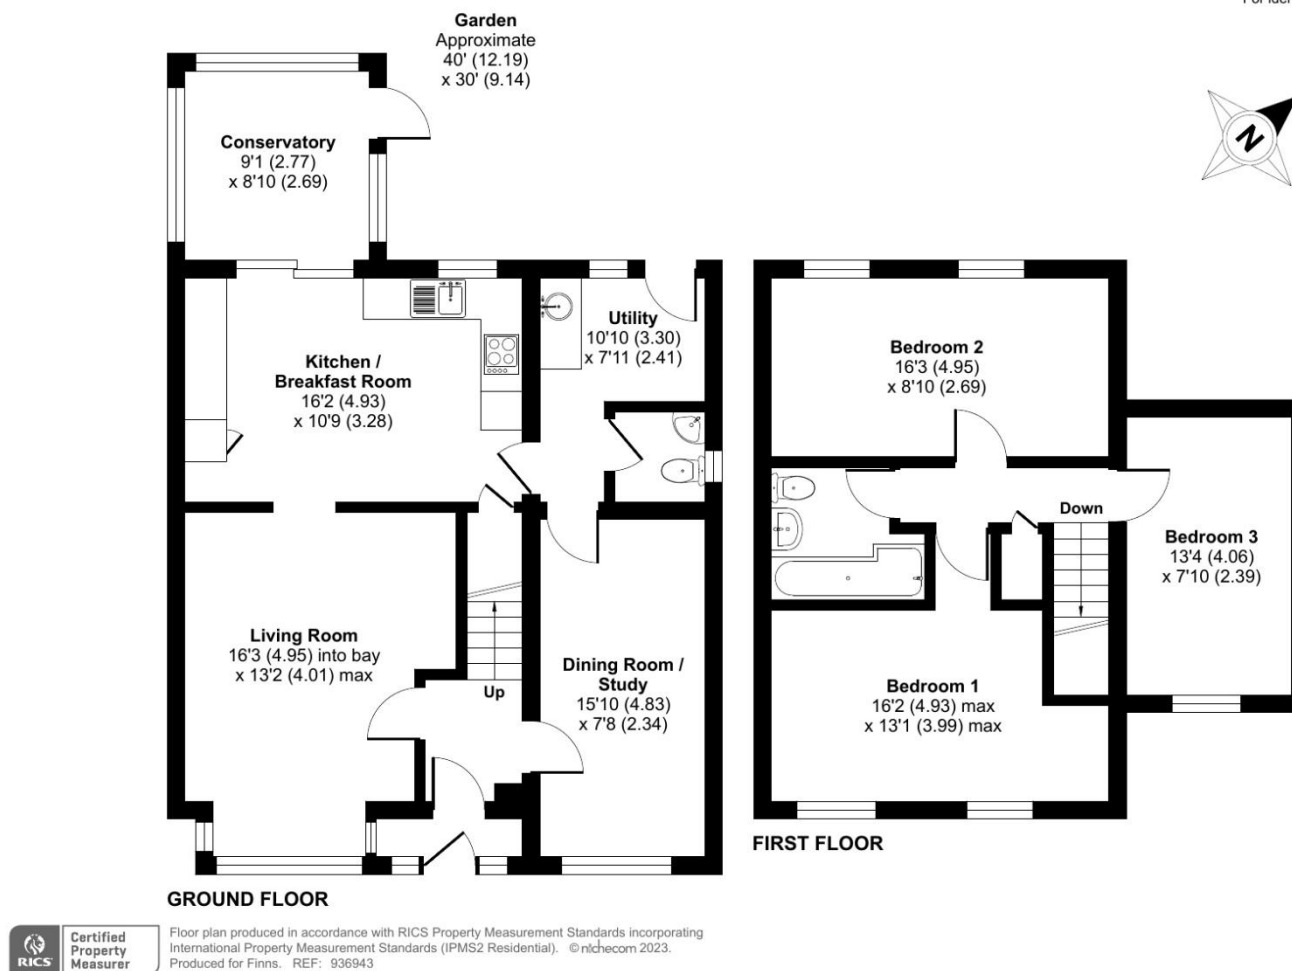 Garden
Approximate
40' (12.19)
x 30' (9.14)
Conservatory
9'1 (2.77)
x 8'10 (2.69)
N
Kitchen /
Breakfast Room
16'2 (4.93)
x 10'9 (3.28)
Utility
10'10 (3.30)
x 7'11 (2.41)
Living Room
16'3 (4.95) into bay
x 13'2 (4.01) max
Up
Dining Room /
Study
15'10 (4.83)
x 7'8 (2.34)
GROUND FLOOR
Bedroom 2
16'3 (4.95)
x 8'10 (2.69)
Down
Bedroom 3
13'4 (4.06)
x 7'10 (2.39)
Bedroom 1
16'2 (4.93) max
x 13'1 (3.99) max
FIRST FLOOR
RICS
Certified
Property
Measurer
Floor plan produced in accordance with RICS Property Measurement Standards incorporating
International Property Measurement Standards (IPMS2 Residential). © nichecom 2023.
Produced for Finns. REF: 936943